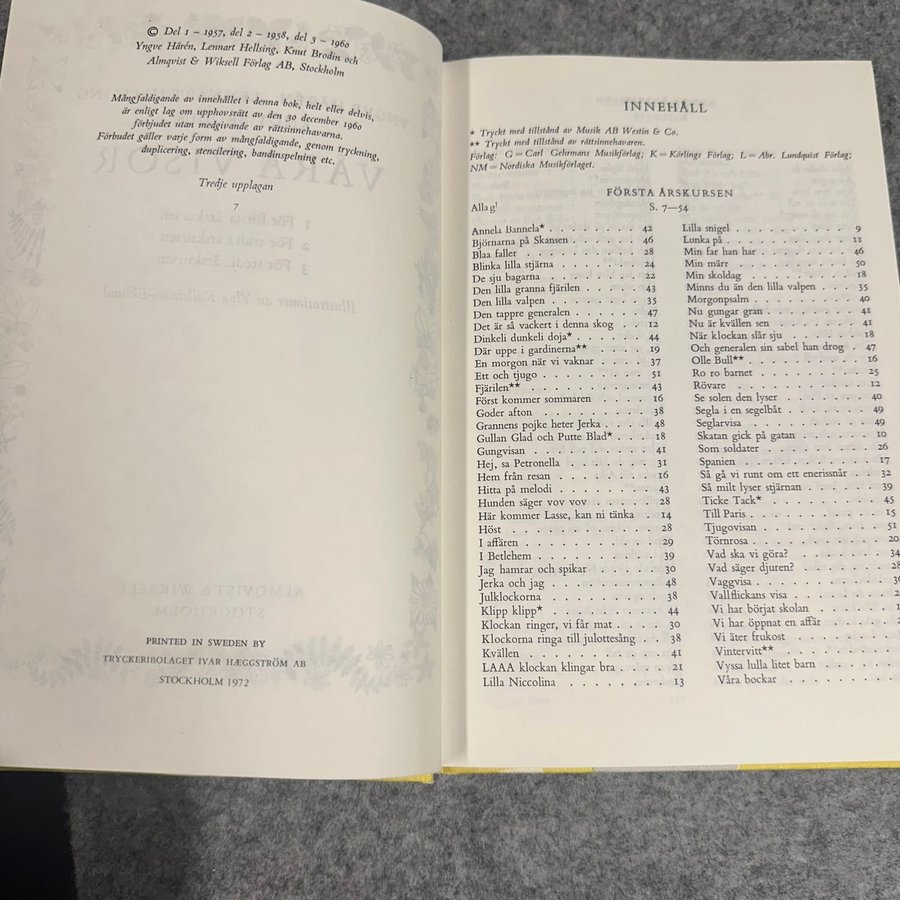 © Del 1 – 1957, del 2 – 1958, del 3 – 1960
Yngve Härén, Lennart Hellsing, Knut Brodin och
Almqvist & Wiksell Förlag AB, Stockholm
Mångfaldigande av innehållet i denna bok, helt eller delvis,
är enligt lag om upphovsrätt av den 30 december 1960
förbjudet utan medgivande av rättsinnehavarna.
Förbudet gäller varje form av mångfaldigande, genom tryckning,
duplicering, stencilering, bandinspelning etc.
Tredje upplagan
7
PRINTED IN SWEDEN BY
TRYCKERIBOLAGET IVAR HÆGGSTRÖM AB
STOCKHOLM 1972
INNEHÅLL
* Tryckt med tillstånd av Musik AB Westin & Co.
** Tryckt med tillstånd av rättsinnehavaren.
Förlag: G = Carl Gehrmans Musikförlag; K = Körlings Förlag; L = Abr. Lundquist Förlag;
NM = Nordiska Musikförlaget.
FÖRSTA ÅRSKURSEN
Alla g! S. 7—54
Annela Bannela* . . . . . . . . 42
Björnarna på Skansen . . . . . . 46
Blaa faller . . . . . . . . . . 28
Blinka lilla stjärna . . . . . . 24
De sju bagarna . . . . . . . . 22
Den lilla granna fjärilen . . . . 43
Den lilla valpen . . . . . . . . 35
Den tappre generalen . . . . . . 47
Det är så vackert i denna skog . . 12
Dinkeli dunkeli doja* . . . . . . 44
Där uppe i gardinerna** . . . . . 19
En morgon när vi vaknar . . . . 37
Ett och tjugo . . . . . . . . . 51
Fjärilen** . . . . . . . . . . 43
Först kommer sommaren . . . . . 16
Goder afton . . . . . . . . . . 38
Grannens pojke heter Jerka . . . . 48
Gullan Glad och Putte Blad* . . . 18
Gungvisan . . . . . . . . . . 41
Hej, sa Petronella . . . . . . . 31
Hem från resan . . . . . . . . 16
Hitta på melodi . . . . . . . . 43
Hunden säger vov vov . . . . . . 28
Här kommer Lasse, kan ni tänka . . 14
Höst . . . . . . . . . . . . 28
I affären . . . . . . . . . . . 29
I Betlehem . . . . . . . . . . 39
Jag hamrar och spikar . . . . . . 30
Jerka och jag . . . . . . . . . 48
Julklockorna . . . . . . . . . 38
Klipp klipp* . . . . . . . . . 44
Klockan ringer, vi får mat . . . . 30
Klockorna ringa till julottesång . . 38
Kvällen . . . . . . . . . . . 41
LAAA klockan klingar bra . . . . 21
Lilla Niccolina . . . . . . . . 13
Lilla snigel . . . . . . . . . . 9
Lunka på . . . . . . . . . . . 11
Min far han har . . . . . . . . 46
Min märr . . . . . . . . . . . 50
Min skoldag . . . . . . . . . . 18
Minns du än den lilla valpen . . . 35
Morgonpsalm . . . . . . . . . 40
Nu gungar gran . . . . . . . . 41
Nu är kvällen sen . . . . . . . 41
När klockan slår sju . . . . . . 18
Och generalen sin sabel han drog . 47
Olle Bull** . . . . . . . . . . 16
Ro ro barnet . . . . . . . . . 25
Rövare . . . . . . . . . . . . 12
Se solen den lyser . . . . . . . 40
Segla i en segelbåt . . . . . . . 49
Seglarvisa . . . . . . . . . . 49
Skatan gick på gatan . . . . . . 10
Som soldater . . . . . . . . . 26
Spanien . . . . . . . . . . . 17
Så gå vi runt om ett enerissnår . . 32
Så milt lyser stjärnan . . . . . . 39
Ticke Tack* . . . . . . . . . . 45
Till Paris . . . . . . . . . . . 15
Tjugovisan . . . . . . . . . . 51
Törnrosa . . . . . . . . . . . 20
Vad ska vi göra? . . . . . . . . 34
Vad säger djuren? . . . . . . . 28
Vaggvisa . . . . . . . . . . .
Vallflickans visa . . . . . . . .
Vi har börjat skolan . . . . . .
Vi har öppnat en affär . . . . .
Vi äter frukost . . . . . . . .
Vintervitt** . . . . . . . . . .
Vyssa lulla litet barn . . . . . .
Våra bockar . . . . . . . . . .